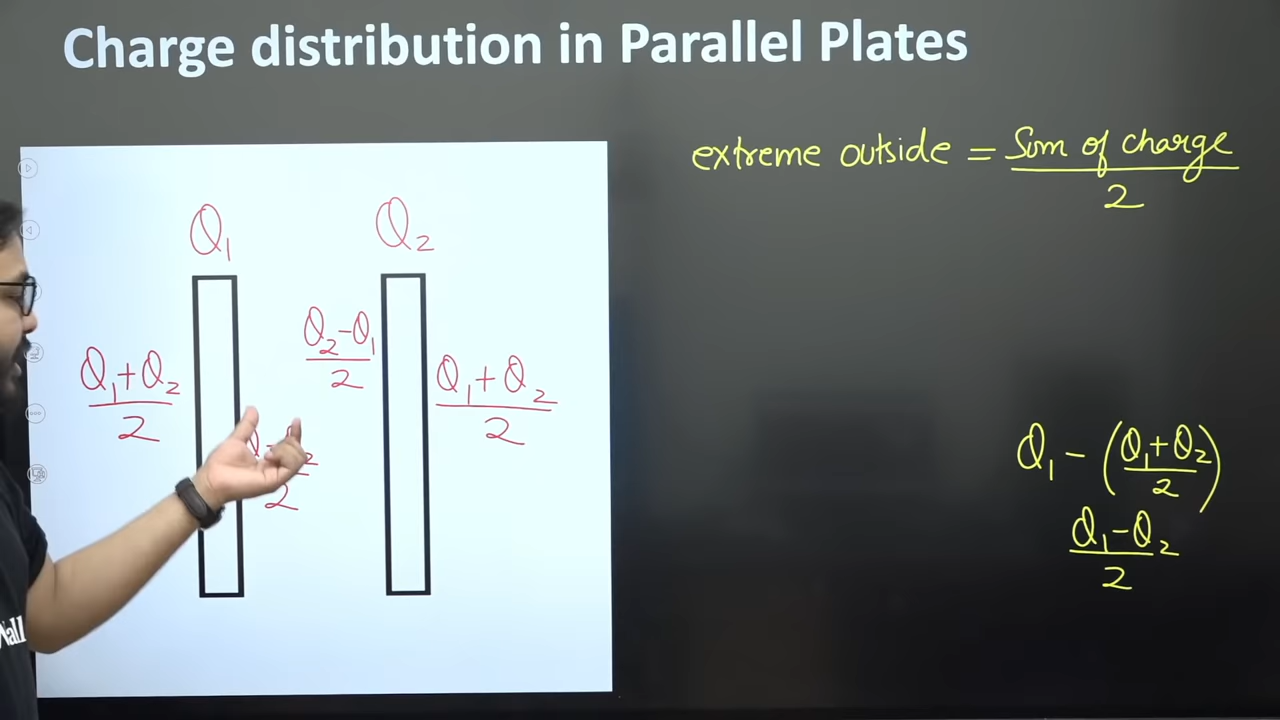 Charge distribution in Parallel Plates
extreme outside = Sum of charge
2
Q₁
Q₂
Q₂-Q₁
2
Q₁+Q₂
2
Q₁+Q₂
2
2
2
Q₁ - (Q₁+Q₂
2)
Q₁-Q₂
2